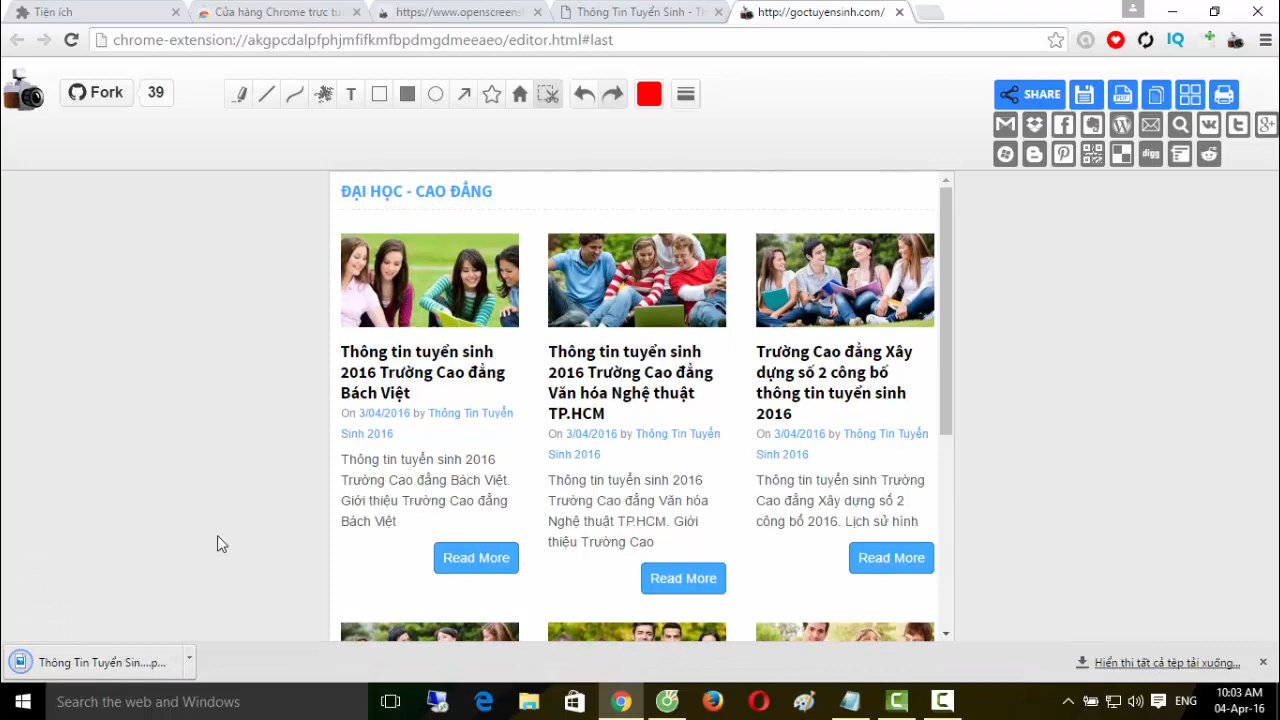 Tiện ích
Cửa hàng Chrome trực tu
https://www.openscreensh
Thông Tin Tuyển Sinh - Th
http://goctuyensinh.com/
chrome-extension://akgpcdalpfphjmfifkmfbpdmgdmeeaeo/editor.html#last
IQ
Fork
39
T
SHARE
PDF
digg
ĐẠI HỌC - CAO ĐẲNG
Thông tin tuyển sinh
2016 Trường Cao đẳng
Bách Việt
On 3/04/2016 by Thông Tin Tuyển
Sinh 2016
Thông tin tuyển sinh 2016
Trường Cao đẳng Bách Việt.
Giới thiệu Trường Cao đẳng
Bách Việt
Read More
Thông tin tuyển sinh
2016 Trường Cao đẳng
Văn hóa Nghệ thuật
TP.HCM
On 3/04/2016 by Thông Tin Tuyển
Sinh 2016
Thông tin tuyển sinh 2016
Trường Cao đẳng Văn hóa
Nghệ thuật TP.HCM. Giới
thiệu Trường Cao
Read More
Trường Cao đẳng Xây
dựng số 2 công bố
thông tin tuyển sinh
2016
On 3/04/2016 by Thông Tin Tuyển
Sinh 2016
Thông tin tuyển sinh Trường
Cao đẳng Xây dựng số 2
công bố 2016. Lịch sử hình
Read More
Thông Tin Tuyển Sin....p...
Hiển thị tất cả tệp tải xuống...
Search the web and Windows
ENG
10:03 AM
04-Apr-16